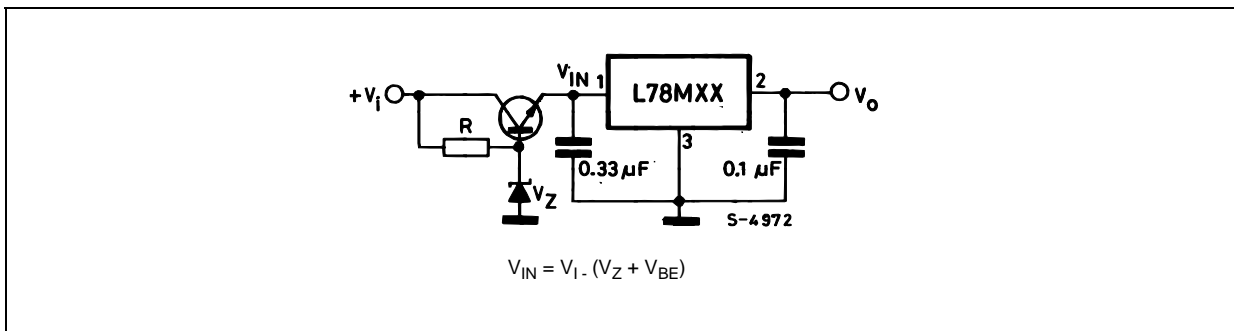 V_IN 1 L78MXX 2
+V_i V_o
R
3
0.33 µF 0.1 µF
V_Z
S-4972
V_IN = V_I - (V_Z + V_BE)